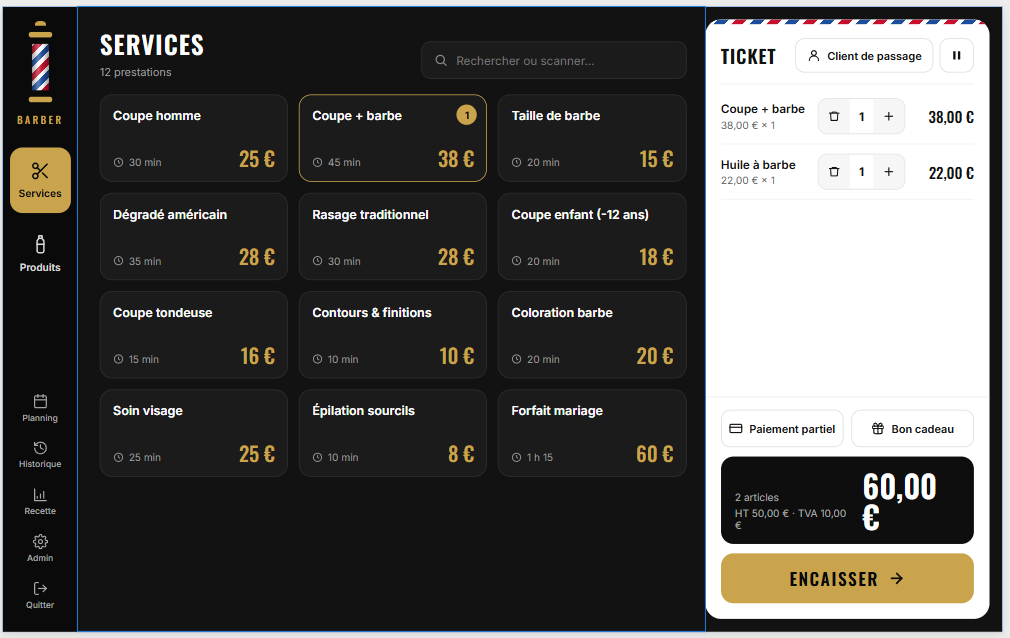 BARBER
Services
Produits
Planning
Historique
Recette
Admin
Quitter
SERVICES
12 prestations
Rechercher ou scanner...
Coupe homme
30 min
25 €
Coupe + barbe
1
45 min
38 €
Taille de barbe
20 min
15 €
Dégradé américain
35 min
28 €
Rasage traditionnel
30 min
28 €
Coupe enfant (-12 ans)
20 min
18 €
Coupe tondeuse
15 min
16 €
Contours & finitions
10 min
10 €
Coloration barbe
20 min
20 €
Soin visage
25 min
25 €
Épilation sourcils
10 min
8 €
Forfait mariage
1 h 15
60 €
TICKET
Client de passage
Coupe + barbe
38,00 € × 1
1 +
38,00 €
Huile à barbe
22,00 € × 1
1 +
22,00 €
Paiement partiel
Bon cadeau
2 articles
HT 50,00 € · TVA 10,00
€
60,00
€
ENCAISSER →